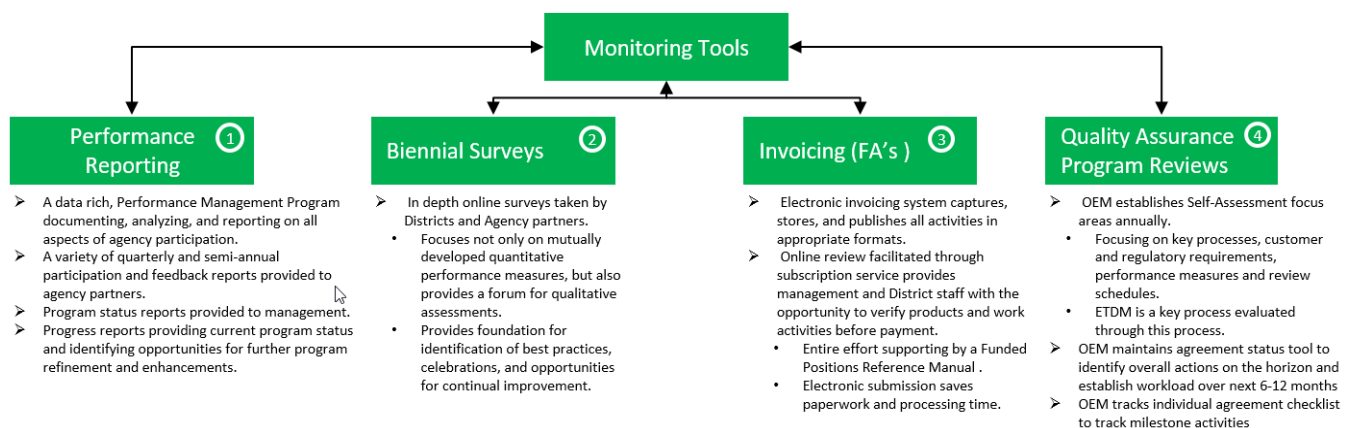 Monitoring Tools
Performance
Reporting
1
➢ A data rich, Performance Management Program
documenting, analyzing, and reporting on all
aspects of agency participation.
➢ A variety of quarterly and semi-annual
participation and feedback reports provided to
agency partners.
➢ Program status reports provided to management.
➢ Progress reports providing current program status
and identifying opportunities for further program
refinement and enhancements.
Biennial Surveys
2
➢ In depth online surveys taken by
Districts and Agency partners.
• Focuses not only on mutually
developed quantitative
performance measures, but also
provides a forum for qualitative
assessments.
• Provides foundation for
identification of best practices,
celebrations, and opportunities
for continual improvement.
Invoicing (FA's )
3
➢ Electronic invoicing system captures,
stores, and publishes all activities in
appropriate formats.
➢ Online review facilitated through
subscription service provides
management and District staff with the
opportunity to verify products and work
activities before payment.
• Entire effort supporting by a Funded
Positions Reference Manual .
• Electronic submission saves
paperwork and processing time.
Quality Assurance
Program Reviews
4
➢ OEM establishes Self-Assessment focus
areas annually.
• Focusing on key processes, customer
and regulatory requirements,
performance measures and review
schedules.
• ETDM is a key process evaluated
through this process.
➢ OEM maintains agreement status tool to
identify overall actions on the horizon and
establish workload over next 6-12 months
➢ OEM tracks individual agreement checklist
to track milestone activities